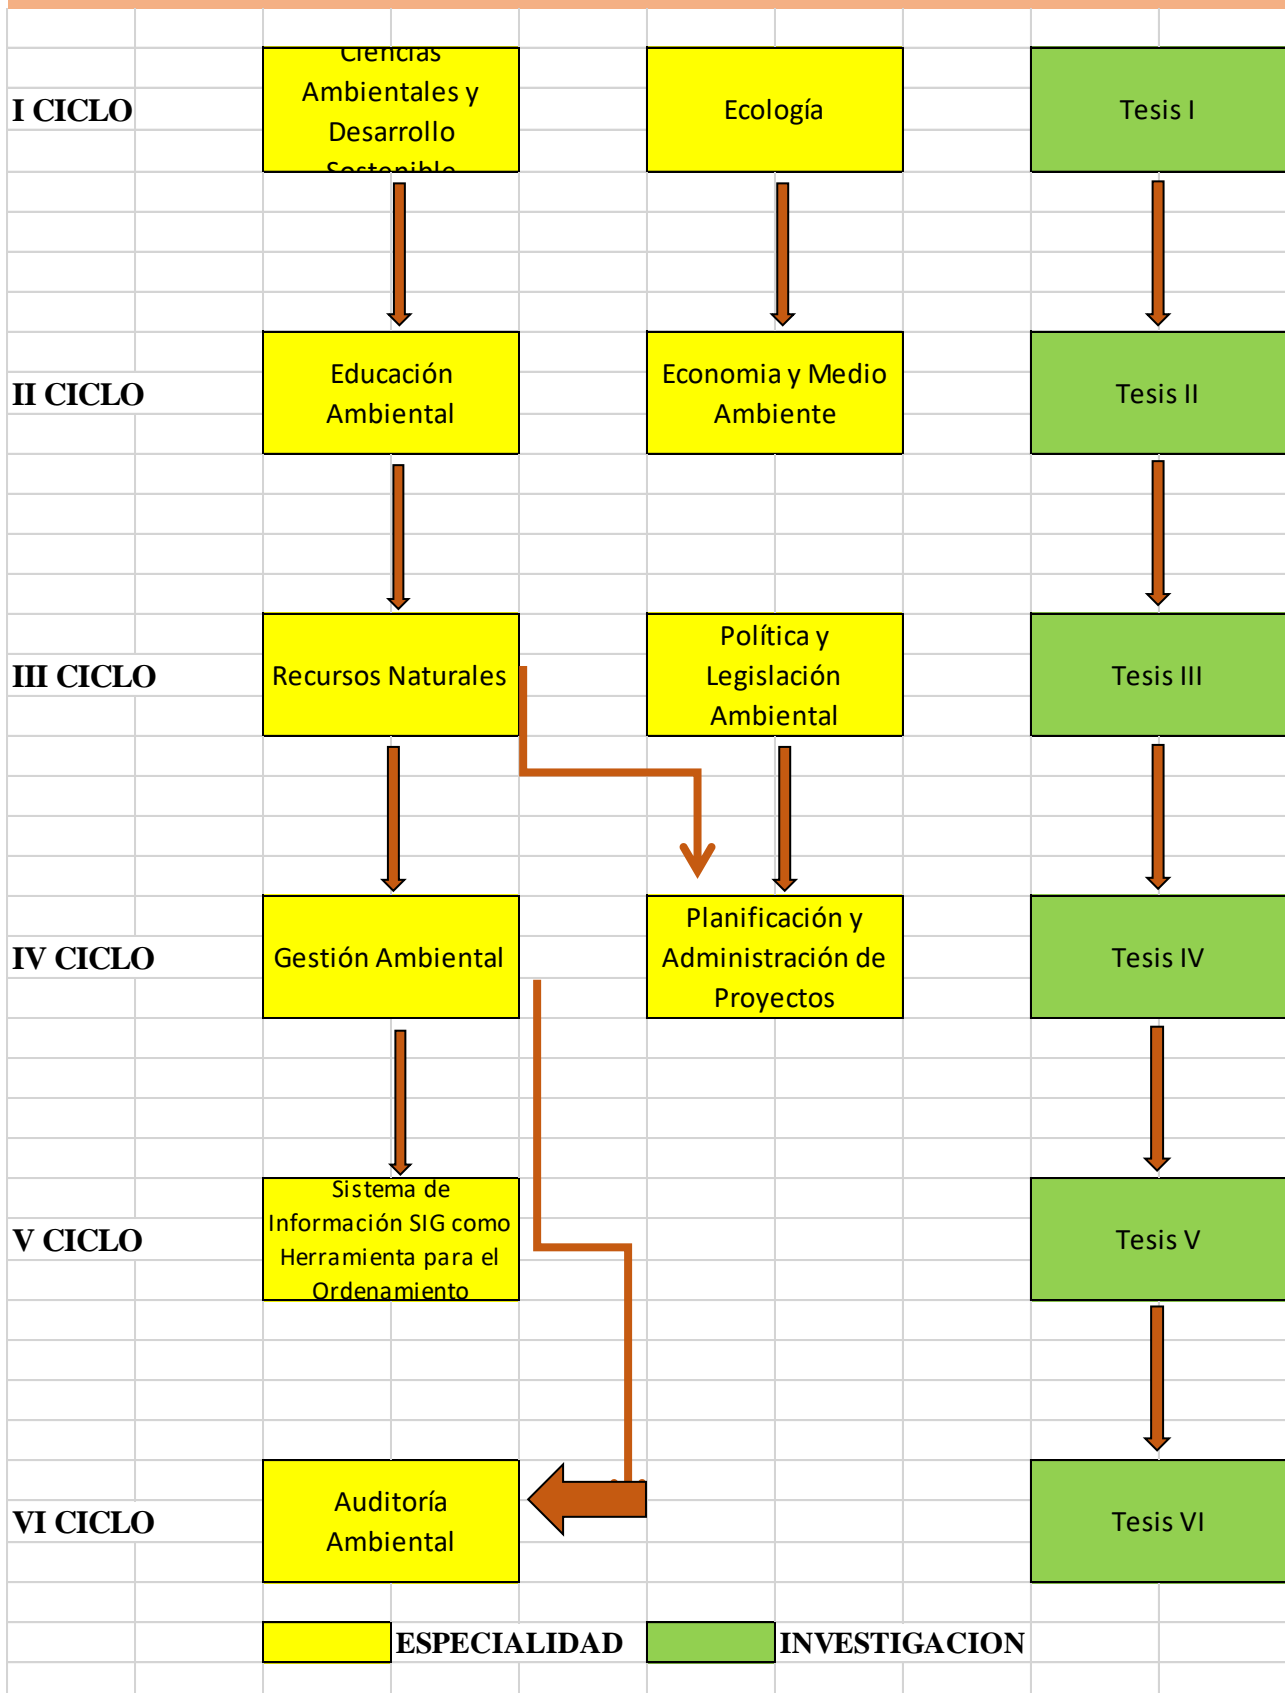 Ciencias
Ambientales y
Desarrollo
Sostenible
I CICLO
Ecología
Tesis I
II CICLO
Educación
Ambiental
Economia y Medio
Ambiente
Tesis II
III CICLO
Recursos Naturales
Política y
Legislación
Ambiental
Tesis III
IV CICLO
Gestión Ambiental
Planificación y
Administración de
Proyectos
Tesis IV
V CICLO
Sistema de
Información SIG como
Herramienta para el
Ordenamiento
Tesis V
VI CICLO
Auditoría
Ambiental
Tesis VI
ESPECIALIDAD
INVESTIGACION